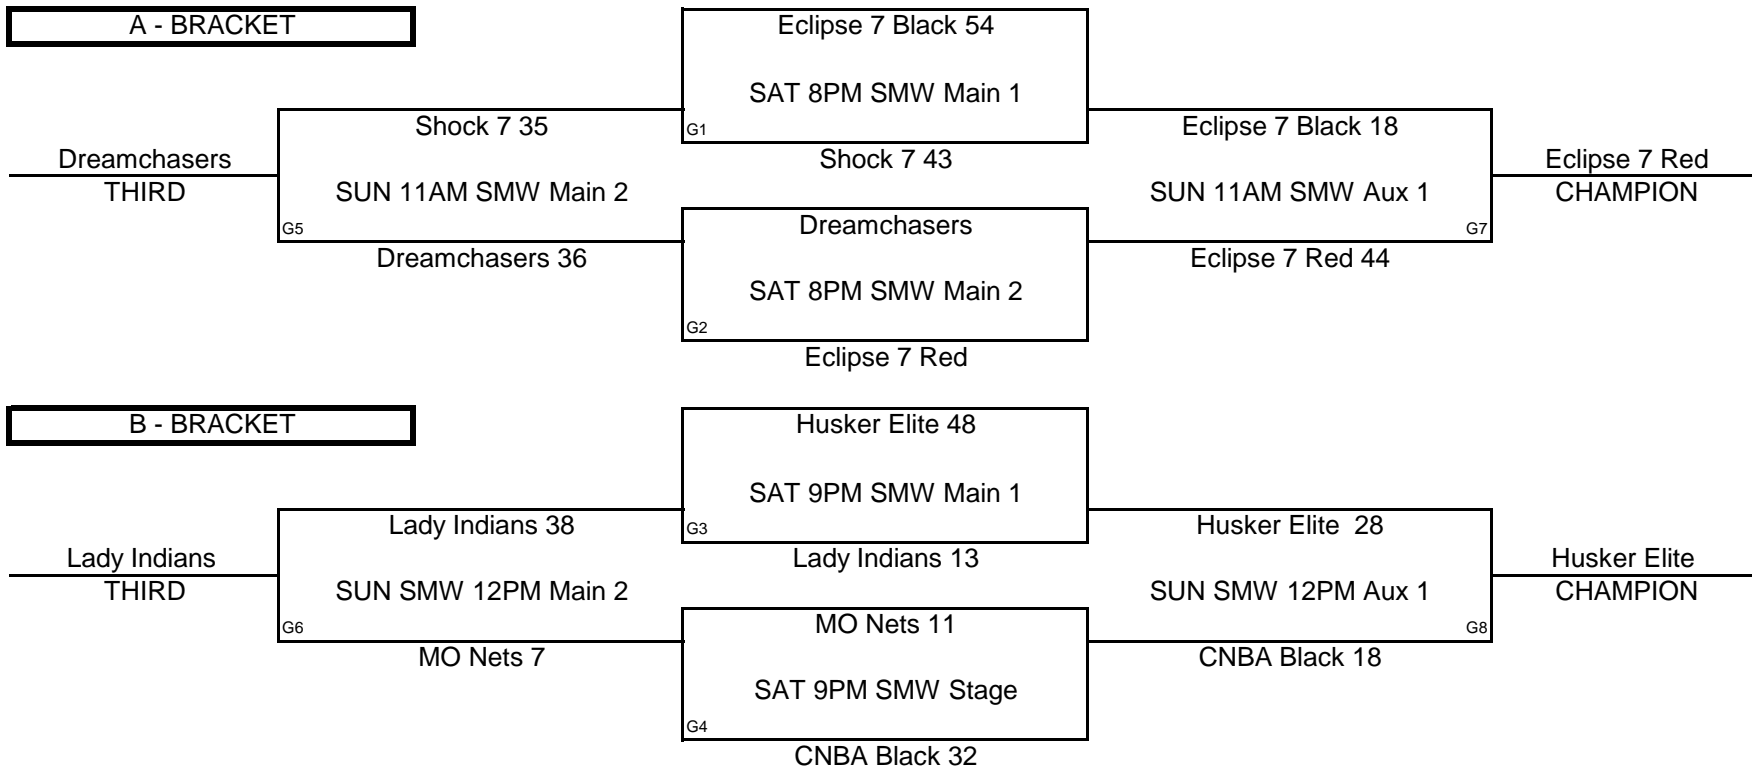 A - BRACKET
Eclipse 7 Black 54
SAT 8PM SMW Main 1
G1
Shock 7 43
Shock 7 35
SUN 11AM SMW Main 2
G5
Dreamchasers 36
Dreamchasers
THIRD
Dreamchasers
SAT 8PM SMW Main 2
G2
Eclipse 7 Red
Eclipse 7 Black 18
SUN 11AM SMW Aux 1
G7
Eclipse 7 Red 44
Eclipse 7 Red
CHAMPION
B - BRACKET
Husker Elite 48
SAT 9PM SMW Main 1
G3
Lady Indians 13
Lady Indians 38
SUN SMW 12PM Main 2
G6
MO Nets 7
Lady Indians
THIRD
MO Nets 11
SAT 9PM SMW Stage
G4
CNBA Black 32
Husker Elite  28
SUN SMW 12PM Aux 1
G8
CNBA Black 18
Husker Elite
CHAMPION